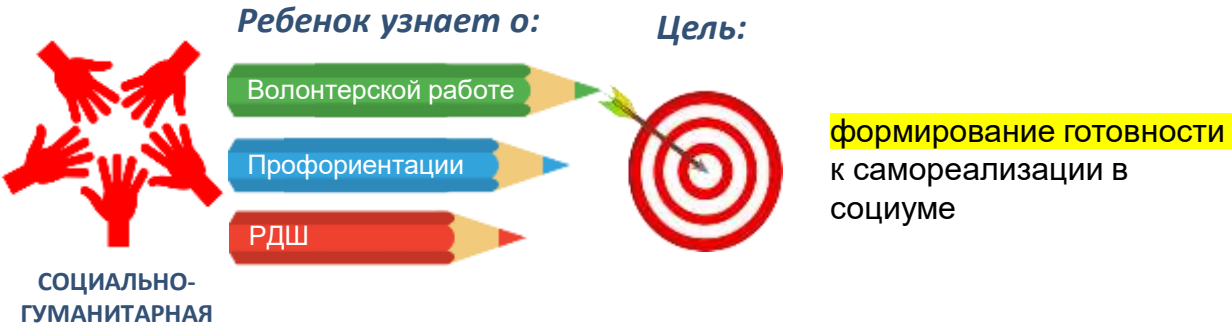 Ребенок узнает о:
Цель:
Волонтерской работе
Профориентации
РДШ
формирование готовности
к самореализации в
социуме
СОЦИАЛЬНО-
ГУМАНИТАРНАЯ